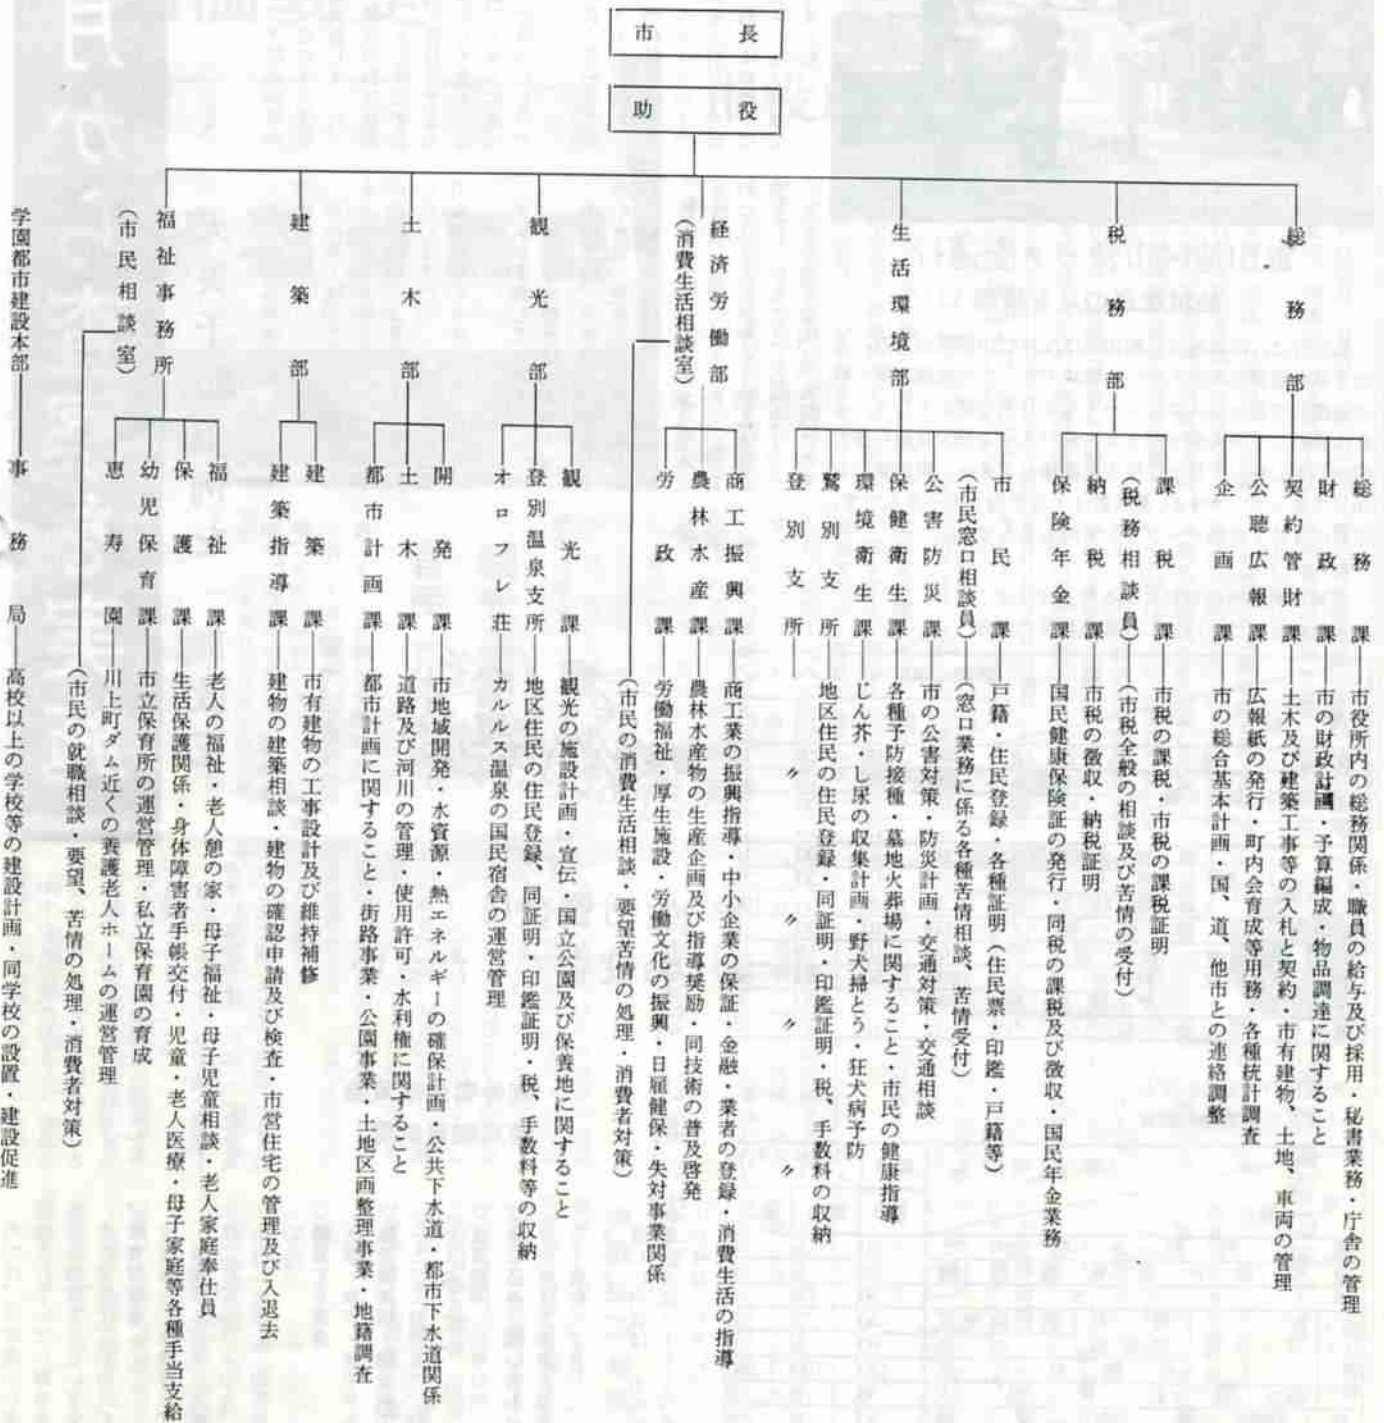 市長
助役
総務部
総務課
市役所内の総務関係・職員の給与及び採用・秘書業務・庁舎の管理
財政課
市の財政計画・予算編成・物品調達に関すること
契約管財課
土木及び建築工事等の入札と契約・市有建物、土地、車両の管理
公聴広報課
広報紙の発行・町内会育成等用務・各種統計調査
企画課
市の総合基本計画・国、道、他市との連絡調整
税務部
課税課
市税の課税・市税の課税証明
(税務相談員)
(市税全般の相談及び苦情の受付)
納税課
市税の徴収・納税証明
保険年金課
国民健康保険証の発行・同税の課税及び徴収・国民年金業務
生活環境部
市民課
戸籍・住民登録・各種証明(住民票・印鑑・戸籍等)
(市民窓口相談員)
(窓口業務に係る各種苦情相談、苦情受付)
公害防災課
市の公害対策・防災計画・交通対策・交通相談
保健衛生課
各種予防接種・墓地火葬場に関すること・市民の健康指導
環境衛生課
じん芥・し尿の収集計画・野犬掃とう・狂犬病予防
鷲別支所
地区住民の住民登録・同証明・印鑑証明・税、手数料の収納
登別支所
〃 〃 〃 〃
経済労働部
(消費生活相談室)
商工振興課
商工業の振興指導・中小企業の保証・金融・業者の登録・消費生活の指導
農林水産課
農林水産物の生産企画及び指導奨励・同技術の普及啓発
労政課
労働福祉・厚生施設・労働文化の振興・日雇健保・失対事業関係
(市民の消費生活相談・要望苦情の処理・消費者対策)
観光部
観光課
観光の施設計画・宣伝・国立公園及び保養地に関すること
登別温泉支所
地区住民の住民登録、同証明・印鑑証明・税、手数料等の収納
オロフレ荘
カルルス温泉の国民宿舎の運営管理
土木部
開発課
市地域開発・水資源・熱エネルギーの確保計画・公共下水道・都市下水道関係
土木課
道路及び河川の管理・使用許可・水利権に関すること
都市計画課
都市計画に関すること・街路事業・公園事業・土地区画整理事業・地籍調査
建築部
建築課
市有建物の工事設計及び維持補修
建築指導課
建物の建築相談・建物の確認申請及び検査・市営住宅の管理及び入退去
福祉事務所
(市民相談室)
福祉課
老人の福祉・老人憩の家・母子福祉・母子児童相談・老人家庭奉仕員
保護課
生活保護関係・身体障害者手帳交付・児童・老人医療・母子家庭等各種手当支給
幼児保育課
市立保育所の運営管理・私立保育園の育成
恵寿園
川上町ダム近くの養護老人ホームの運営管理
(市民の就職相談・要望、苦情の処理・消費者対策)
学園都市建設本部
事務局
高校以上の学校等の建設計画・同学校の設置・建設促進